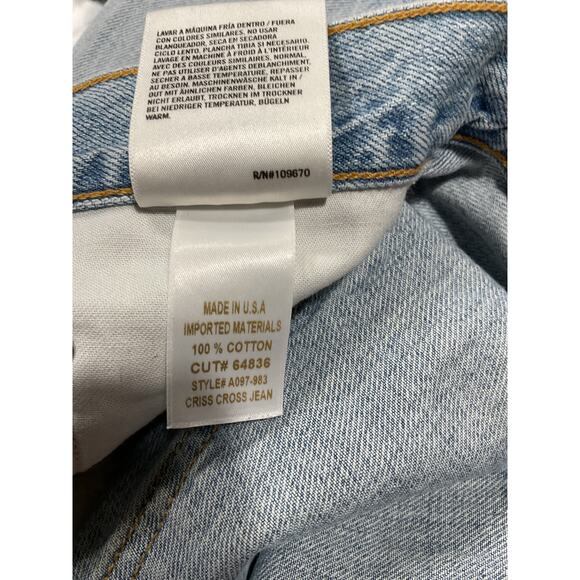 LAVAR A MÁQUINA FRÍA DENTRO / FUERA
CON COLORES SIMILARES, NO USAR
BLANQUEADOR, SECA EN SECADORA
CICLO LENTO, PLANCHA TIBIA SI NECESARIO.
LAVAGE EN MACHINE À FROID À L'INTÉRIEUR
AVEC DES COULEURS SIMILAIRES, NORMAL,
NE PAS UTILISER D'AGENTS DEBLANCHIMENT,
SÉCHER A BASSE TEMPERATURE, REPASSER
AU BESOIN. MASCHINENWÄSCHE KALT IN /
OUT MIT ÄHNLICHEN FARBEN, BLEICHEN
NICHT ERLAUBT, TROCKNEN IM TROCKNER
BEI NIEDRIGER TEMPERATUR, BÜGELN
WARM.
R/N#109670
MADE IN U.S.A
IMPORTED MATERIALS
100 % COTTON
CUT# 64836
STYLE# A097-983
CRISS CROSS JEAN